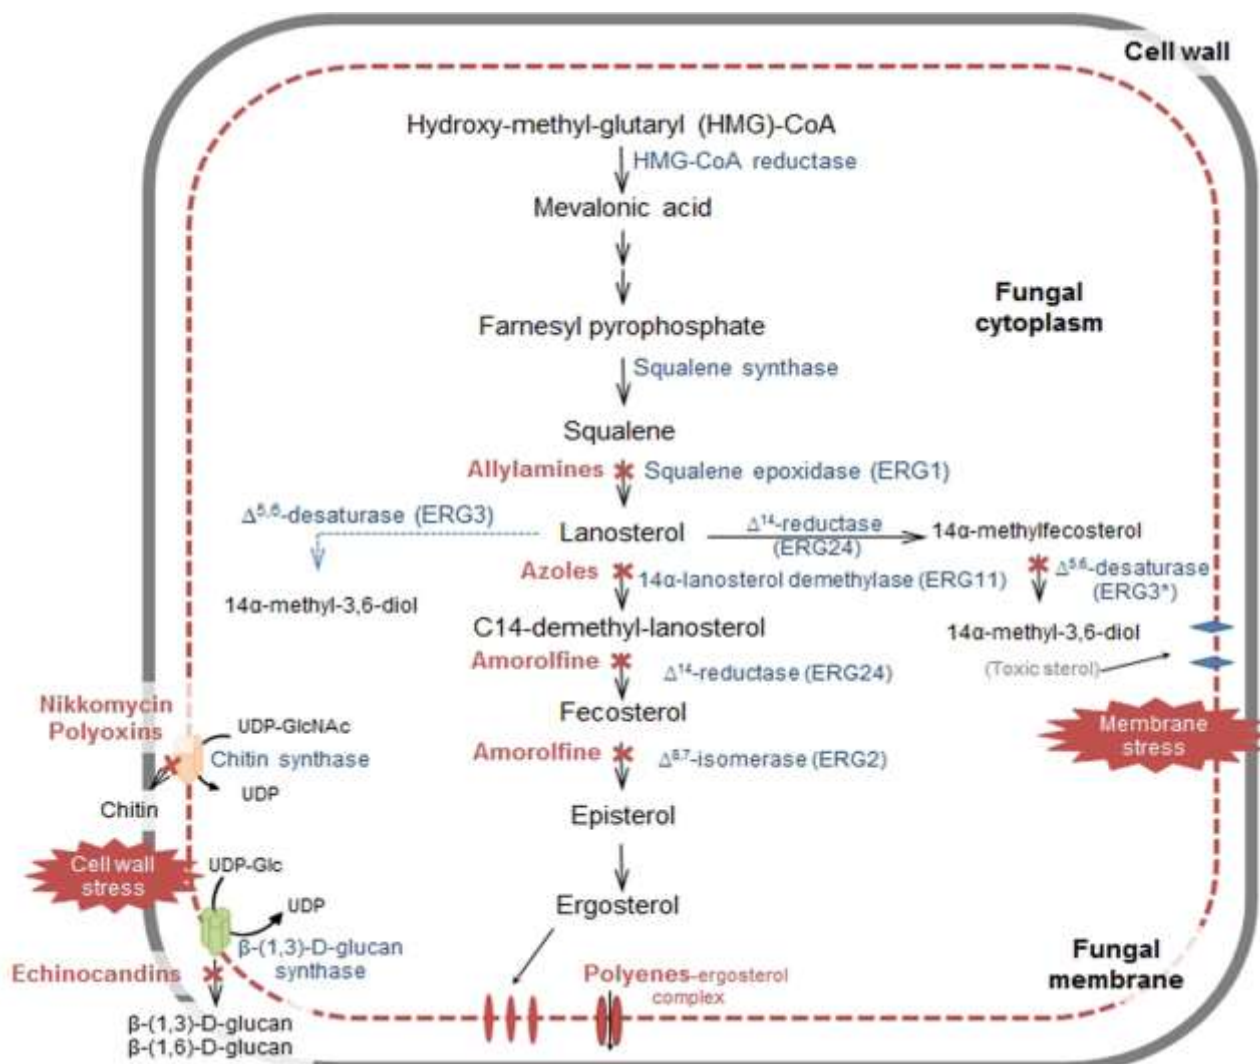 Cell wall
Hydroxy-methyl-glutaryl (HMG)-CoA
HMG-CoA reductase
Mevalonic acid
Fungal
cytoplasm
Farnesyl pyrophosphate
Squalene synthase
Squalene
Allylamines
Squalene epoxidase (ERG1)
Δ5,6-desaturase (ERG3)
Lanosterol
Δ14-reductase
(ERG24)
14α-methylfecosterol
Azoles
14α-lanosterol demethylase (ERG11)
Δ5,6-desaturase
(ERG3*)
14α-methyl-3,6-diol
C14-demethyl-lanosterol
14α-methyl-3,6-diol
(Toxic sterol)
Amorolfine
Δ14-reductase (ERG24)
Nikkomycin
Polyoxins
Fecosterol
UDP-GlcNAc
Membrane
stress
Chitin synthase
Amorolfine
Δ8,7-isomerase (ERG2)
UDP
Chitin
Episterol
Cell wall
stress
UDP-Glc
UDP
Ergosterol
β-(1,3)-D-glucan
synthase
Echinocandins
Polyenes-ergosterol
complex
Fungal
membrane
β-(1,3)-D-glucan
β-(1,6)-D-glucan